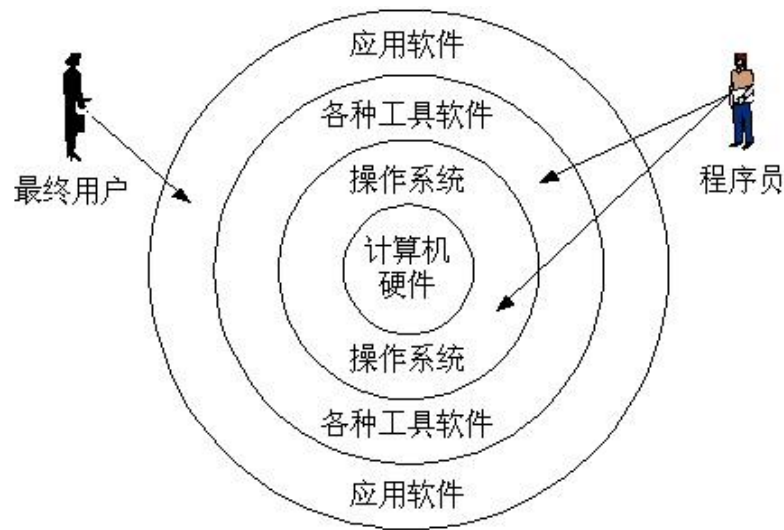 应用软件
各种工具软件
最终用户
操作系统
程序员
计算机
硬件
操作系统
各种工具软件
应用软件